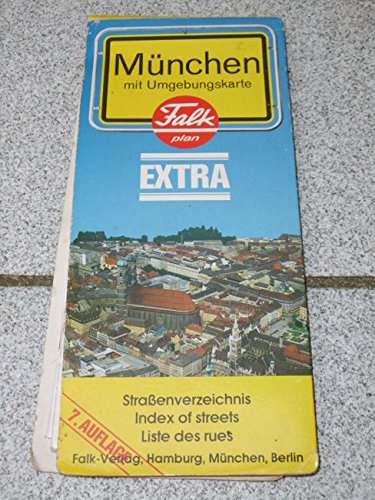 München
mit Umgebungskarte
Falk
plan
EXTRA
Straßenverzeichnis
Index of streets
Liste des rues
7. AUFLAGE
Falk-Verlag, Hamburg, München, Berlin